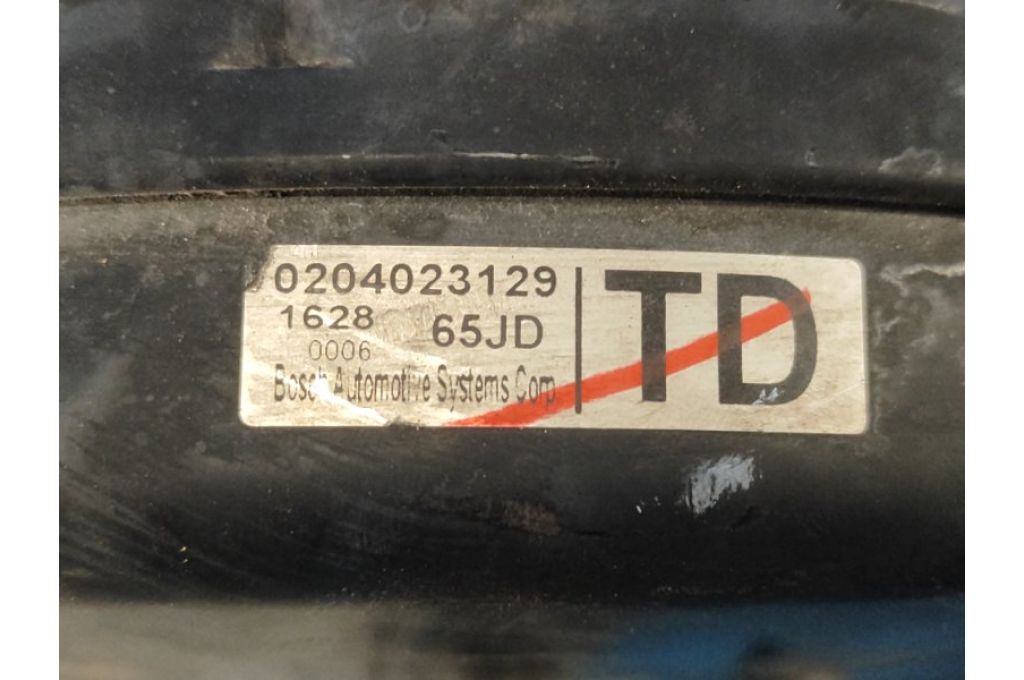 0204023129
1628 65JD
0006
Bosch Automotive Systems Corp
TD